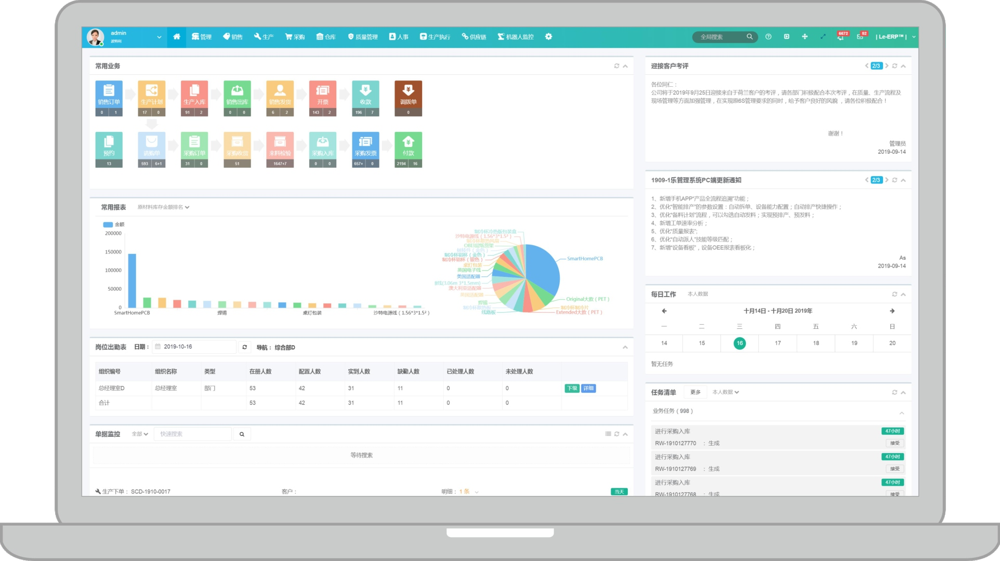 admin
波特利
管理
销售
生产
采购
仓库
质量管理
人事
生产执行
供应链
机器人监控
全局搜索
6672
52
| Le-ERP™ |
常用业务
销售订单
生产计划
生产入库
销售出库
销售发货
开票
收款
调拨单
0 1
17 0
91 2
0 0
6 2
143 2
196 7
0
预约
请购单
采购订单
采购收货
来料检验
采购入库
采购发票
付款
13
593 6+1
31 0
51
1647+7
0 0
657+ 0
2194 16
常用报表
原材料库存金额排名
金额
200000
150000
100000
50000
0
SmartHomePCB
焊锡
桌灯包装
沙特电源线 ( 1.56*3*1.5² )
制冷杯冷热版包装盒
沙特电源线 ( 1.56*3*1.5² )
制冷杯散热风扇
OBI3层瓶货架
制冷杯铝杯 ( 金色 )
制冷杯铝杯 ( 银色 )
桌灯包装
英国电子线
美国适配器
(3.06m 3*1.5mm)
澳大利亚适配器
英国适配器
焊锡
制冷杯散热板
线路板
SmartHomePCB
Original大款 ( PET )
制冷杯制冷片
Extended大款 ( PET )
岗位出勤表
日期：
2019-10-16
导航： 综合部D
组织编号
组织名称
类型
在册人数
配置人数
实到人数
缺勤人数
已处理人数
未处理人数
总经理室D
总经理室
部门
53
42
31
11
0
0
下级
详细
合计
53
42
31
11
0
0
单据监控
全部
快速搜索
等待搜索
生产下单： SCD-1910-0017
客户：
明细： 1 条
当天
迎接客户考评
2/3
各位同仁：
公司将于2019年9月25日迎接来自于荷兰客户的考评，请各部门积极配合本次考评，在质量、生产流程及
现场管理等方面加强管理，在实现原6S管理要求的同时，给予客户良好的风貌 ，请各位积极配合！
谢谢！
管理员
2019-09-14
1909-1乐管理系统PC端更新通知
2/3
1、新增手机APP“产品全流程追溯”功能；
2、优化“智能排产”的参数设置：自动拆单、设备能力配置；自动排产快捷操作；
3、优化“备料计划”流程，可以勾选自动发料；实现预排产、预发料；
4、新增工单速率分析；
5、优化“质量报表”;
6、优化“自动派人”技能等级匹配；
7、新增“设备看板”，设备OEE报表看板化；
As
2019-09-14
每日工作
本人数据
十月14日 - 十月20日 2019年
一
二
三
四
五
六
日
14
15
16
17
18
19
20
暂无任务
任务清单
更多
本人数据
业务任务 ( 998 )
进行采购入库
47小时
RW-1910127770 ： 生成
接受
进行采购入库
47小时
RW-1910127769 ： 生成
接受
进行采购入库
47小时
RW-1910127768 ： 生成
接受